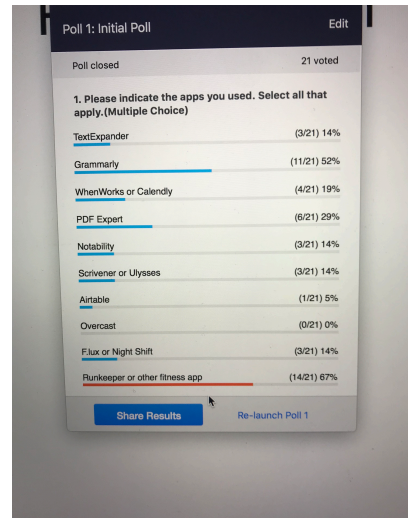 Poll 1: Initial Poll
Edit
Poll closed
21 voted
1. Please indicate the apps you used. Select all that
apply.(Multiple Choice)
TextExpander
(3/21) 14%
Grammarly
(11/21) 52%
WhenWorks or Calendly
(4/21) 19%
PDF Expert
(6/21) 29%
Notability
(3/21) 14%
Scrivener or Ulysses
(3/21) 14%
Airtable
(1/21) 5%
Overcast
(0/21) 0%
F.lux or Night Shift
(3/21) 14%
Runkeeper or other fitness app
(14/21) 67%
Share Results
Re-launch Poll 1